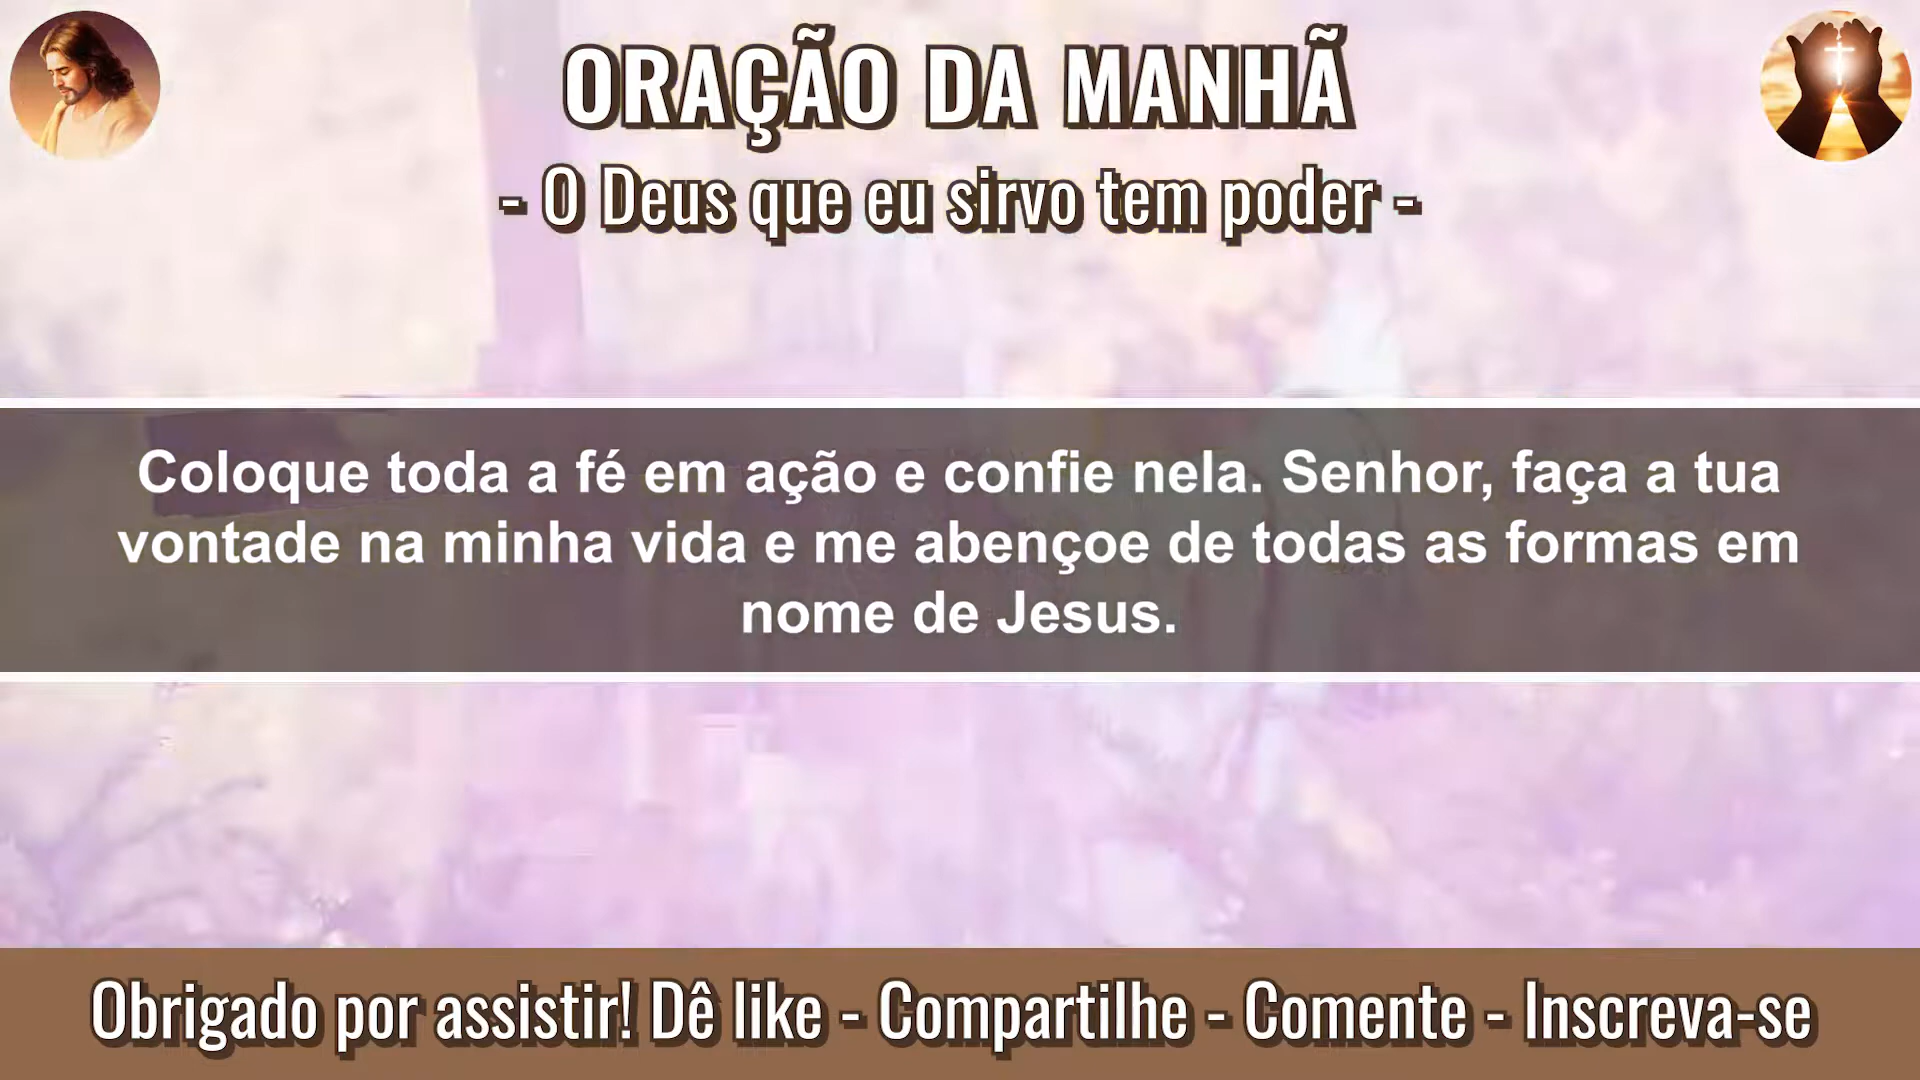 ORAÇÃO DA MANHÃ
- O Deus que eu sirvo tem poder -
Coloque toda a fé em ação e confie nela. Senhor, faça a tua
vontade na minha vida e me abençoe de todas as formas em
nome de Jesus.
Obrigado por assistir! Dê like - Compartilhe - Comente - Inscreva-se